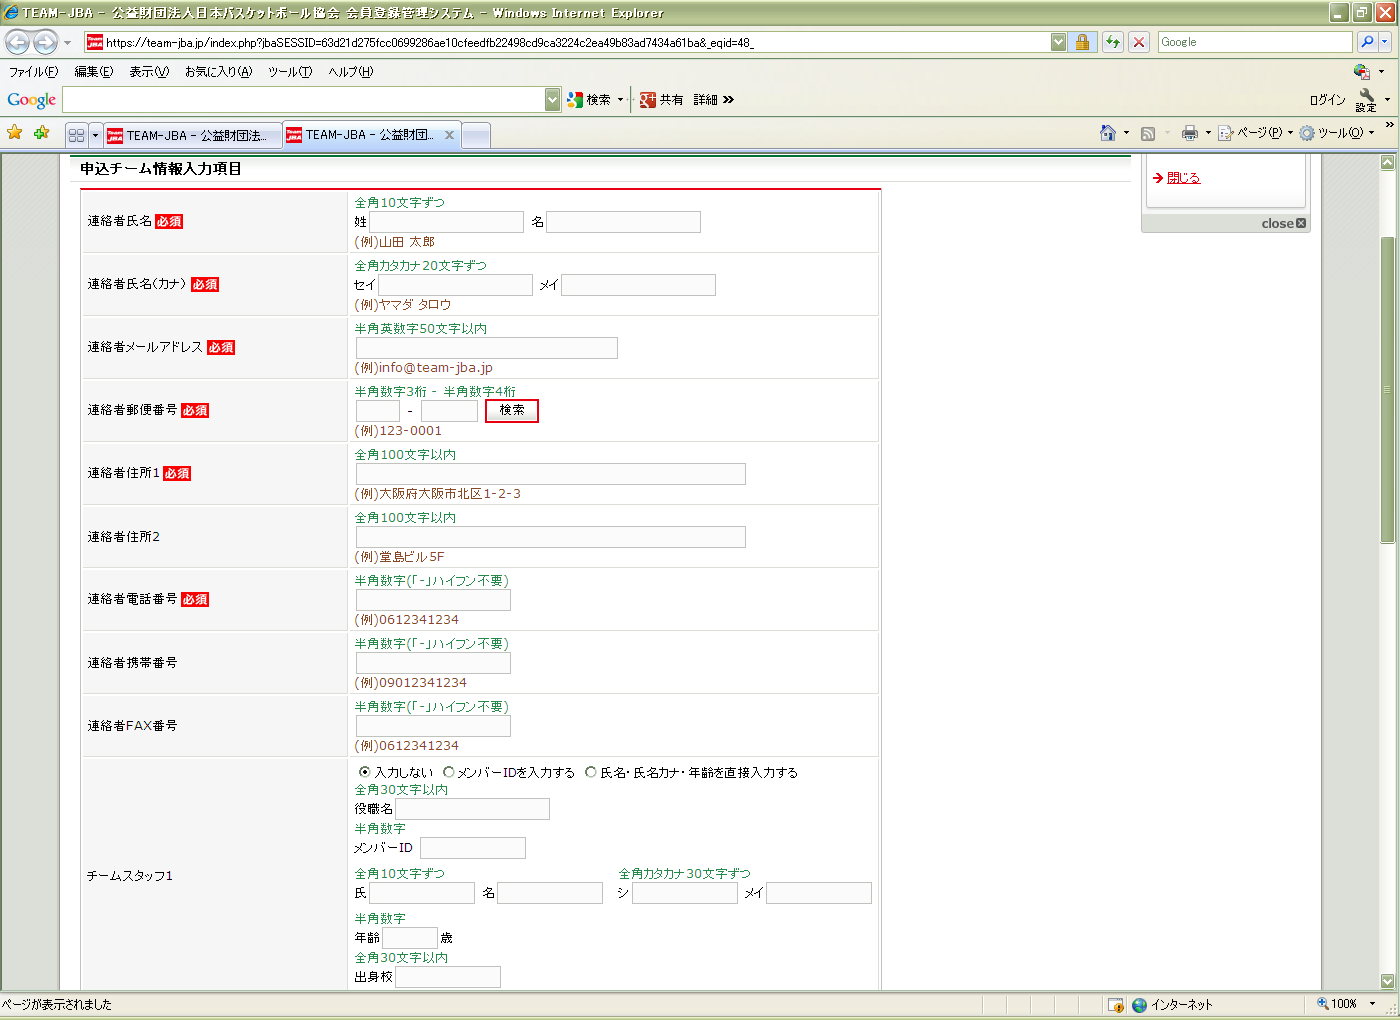 TEAM-JBA - 公益財団法人日本バスケットボール協会 会員登録管理システム - Windows Internet Explorer
https://team-jba.jp/index.php?jbaSESSID=63d21d275fcc0699286ae10cfeedfb22498cd9ca3224c2ea49b83ad7434a61ba&_eqid=48_
Google
ファイル(F) 編集(E) 表示(V) お気に入り(A) ツール(T) ヘルプ(H)
Google 検索 共有 詳細 >> ログイン 設定
TEAM-JBA - 公益財団法... TEAM-JBA - 公益財団... ページ(P) ツール(O) >>
申込チーム情報入力項目
閉じる
close
連絡者氏名 必須
全角10文字ずつ
姓 名
(例)山田 太郎
連絡者氏名(カナ) 必須
全角カタカナ20文字ずつ
セイ メイ
(例)ヤマダ タロウ
連絡者メールアドレス 必須
半角英数字50文字以内
(例)info@team-jba.jp
連絡者郵便番号 必須
半角数字3桁 - 半角数字4桁
- 検索
(例)123-0001
連絡者住所1 必須
全角100文字以内
(例)大阪府大阪市北区1-2-3
連絡者住所2
全角100文字以内
(例)堂島ビル5F
連絡者電話番号 必須
半角数字(「-」ハイフン不要)
(例)0612341234
連絡者携帯番号
半角数字(「-」ハイフン不要)
(例)09012341234
連絡者FAX番号
半角数字(「-」ハイフン不要)
(例)0612341234
チームスタッフ1
入力しない メンバーIDを入力する 氏名・氏名カナ・年齢を直接入力する
全角30文字以内
役職名
半角数字
メンバーID
全角10文字ずつ 全角カタカナ30文字ずつ
氏 名 シ メイ
半角数字
年齢 歳
全角30文字以内
出身校
ページが表示されました インターネット 100%